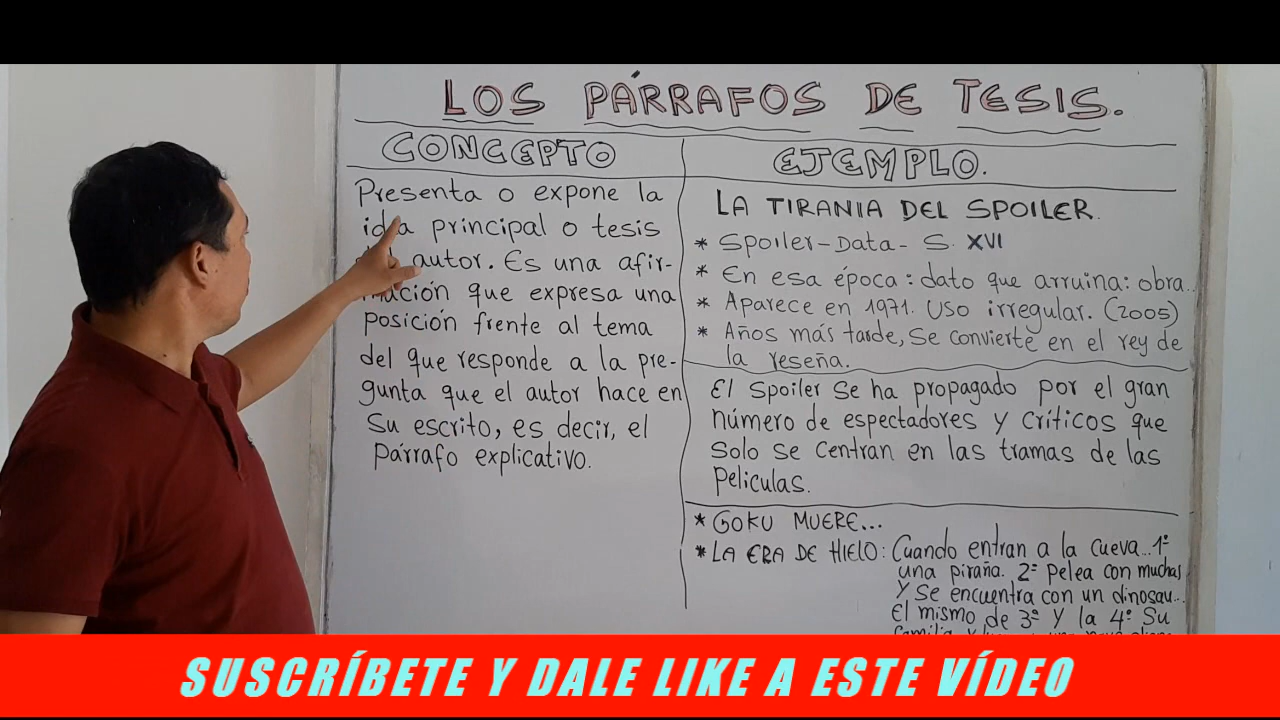 LOS PÁRRAFOS DE TESIS.
CONCEPTO
Presenta o expone la
principal o tesis
autor. Es una afir-
mación que expresa una
posición frente al tema
del que responde a la pre-
gunta que el autor hace en
su escrito, es decir, el
párrafo explicativo.
EJEMPLO.
LA TIRANIA DEL SPOILER.
* Spoiler-Data- S. XVI
* En esa época: dato que arruina: obra..
* Aparece en 1971. Uso irregular. (2005)
* Años más tarde, se convierte en el rey de
la reseña.
El Spoiler se ha propagado por el gran
número de espectadores y críticos que
solo se centran en las tramas de las
peliculas.
* GOKU MUERE...
* LA ERA DE HIELO: Cuando entran a la cueva..1º
una piraña. 2º Pelea con muchas
y se encuentra con un dinosau...
El mismo de 3º y la 4º su
SUSCRÍBETE Y DALE LIKE A ESTE VÍDEO